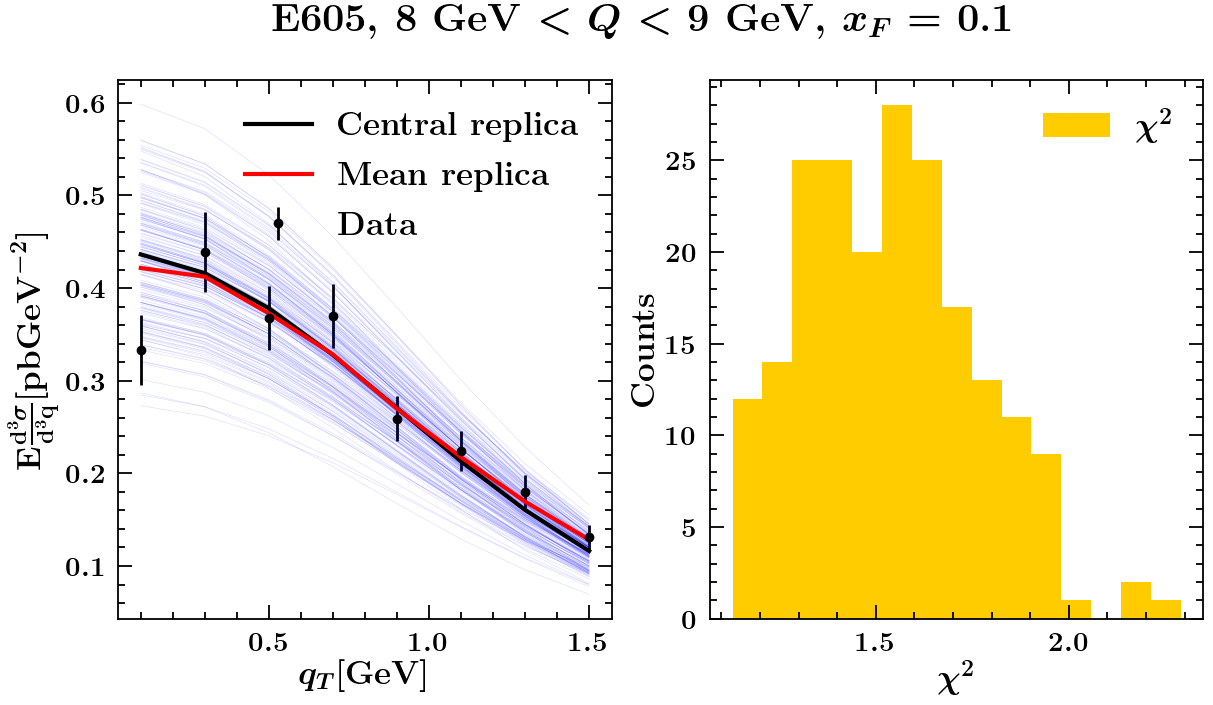 E605, 8 GeV < Q < 9 GeV, x_F = 0.1
0.6
0.5
0.4
0.3
0.2
0.1
E d³σ/d³q [pbGeV⁻²]
Central replica
Mean replica
Data
0.5
1.0
1.5
q_T[GeV]
25
20
15
10
5
0
Counts
χ²
1.5
2.0
χ²